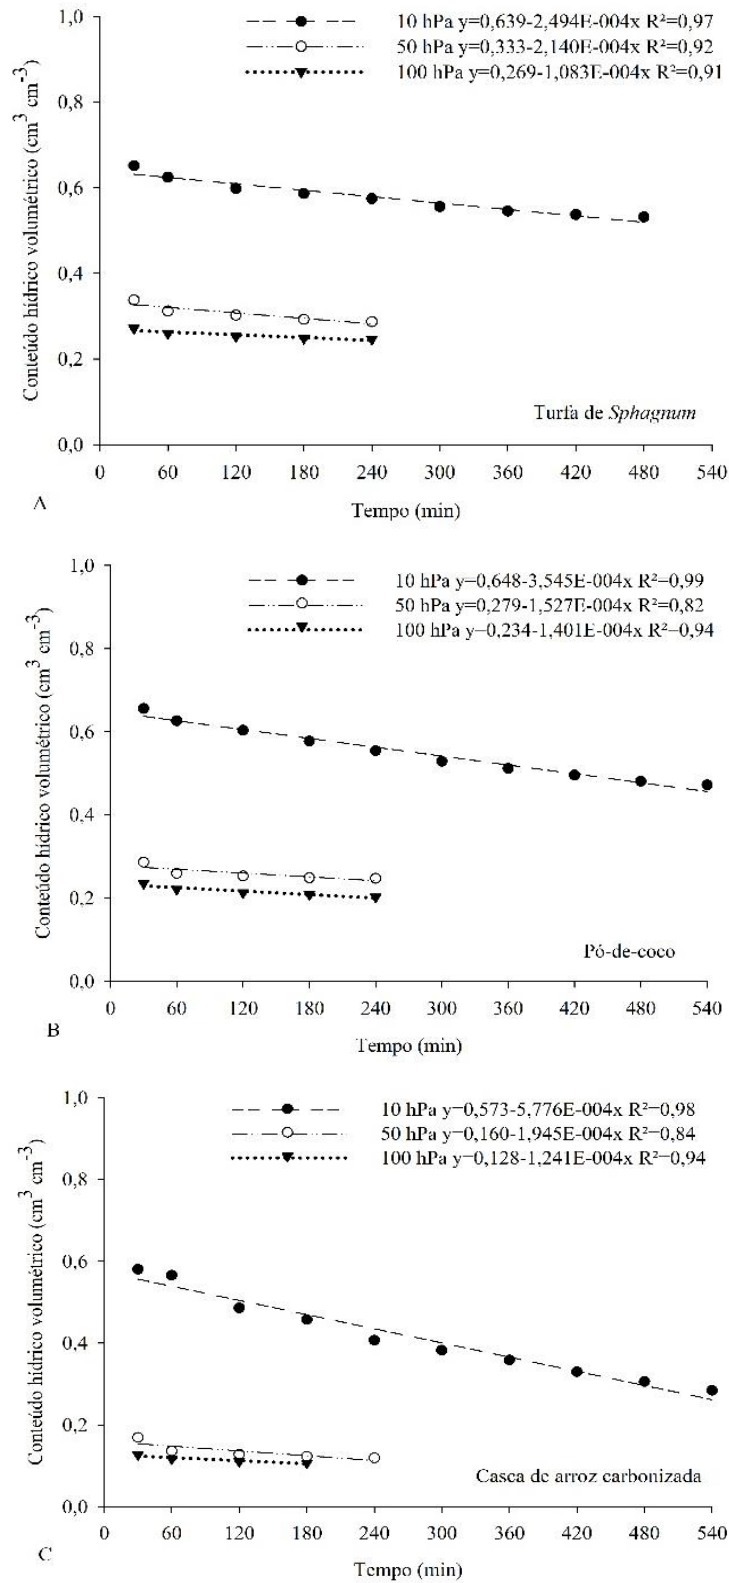 10 hPa y=0,639-2,494E-004x R²=0,97
50 hPa y=0,333-2,140E-004x R²=0,92
100 hPa y=0,269-1,083E-004x R²=0,91
Conteúdo hídrico volumétrico (cm³ cm⁻³)
0,8
0,6
0,4
0,2
0,0
Turfa de Sphagnum
0 60 120 180 240 300 360 420 480 540
A
Tempo (min)
1,0
10 hPa y=0,648-3,545E-004x R²=0,99
50 hPa y=0,279-1,527E-004x R²=0,82
100 hPa y=0,234-1,401E-004x R²=0,94
Conteúdo hídrico volumétrico (cm³ cm⁻³)
0,8
0,6
0,4
0,2
0,0
Pó-de-coco
0 60 120 180 240 300 360 420 480 540
B
Tempo (min)
1,0
10 hPa y=0,573-5,776E-004x R²=0,98
50 hPa y=0,160-1,945E-004x R²=0,84
100 hPa y=0,128-1,241E-004x R²=0,94
Conteúdo hídrico volumétrico (cm³ cm⁻³)
0,8
0,6
0,4
0,2
0,0
Casca de arroz carbonizada
0 60 120 180 240 300 360 420 480 540
C
Tempo (min)